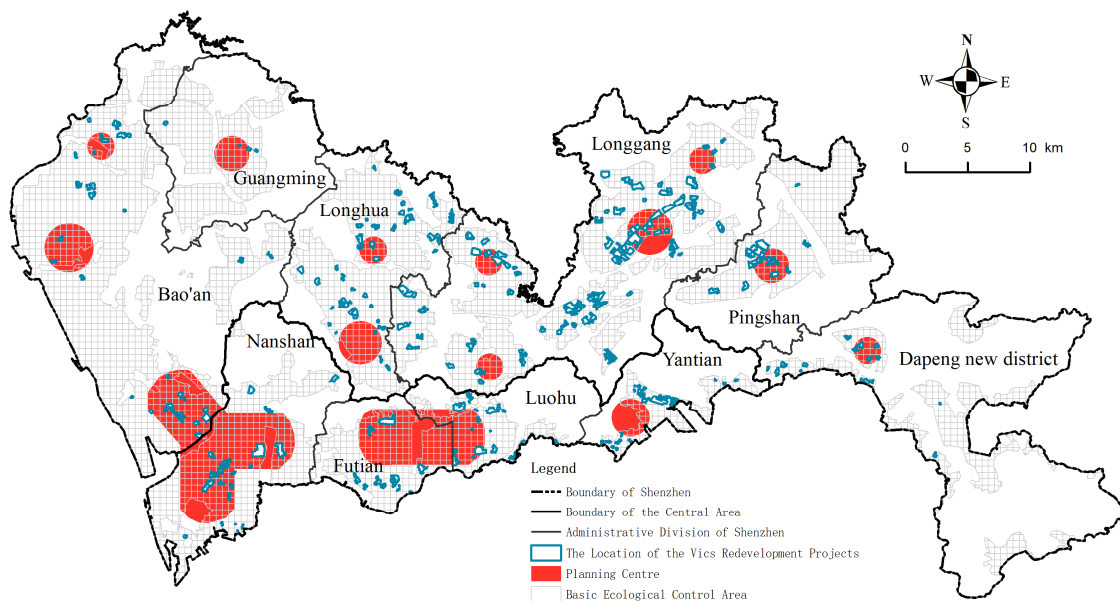 N
W E
S
0 5 10 km
Longgang
Guangming
Longhua
Bao'an
Pingshan
Nanshan
Yantian
Dapeng new district
Luohu
Futian
Legend
Boundary of Shenzhen
Boundary of the Central Area
Administrative Division of Shenzhen
The Location of the Vics Redevelopment Projects
Planning Centre
Basic Ecological Control Area